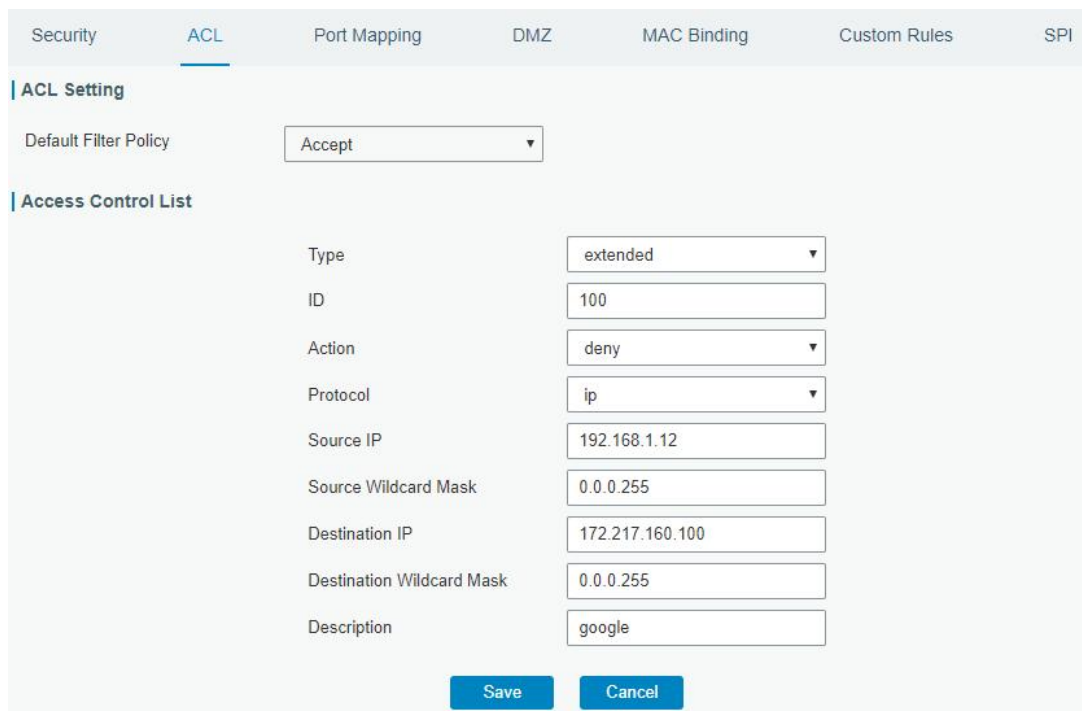 Security ACL Port Mapping DMZ MAC Binding Custom Rules SPI
ACL Setting
Default Filter Policy Accept
Access Control List
Type extended
ID 100
Action deny
Protocol ip
Source IP 192.168.1.12
Source Wildcard Mask 0.0.0.255
Destination IP 172.217.160.100
Destination Wildcard Mask 0.0.0.255
Description google
Save Cancel